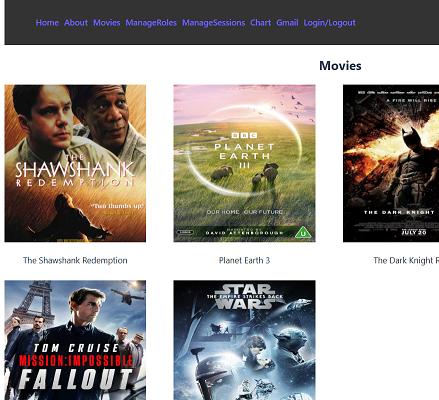 Home About Movies ManageRoles ManageSessions Chart Gmail Login/Logout
Movies
THE
SHAWSHANK
REDEMPTION
"Two thumbs up!"
BBC
PLANET
EARTH
III
OUR HOME. OUR FUTURE.
NARRATED BY
DAVID ATTENBOROUGH
U
A FIRE WILL RISE
THE DARK KNIGHT
JULY 20
The Shawshank Redemption
Planet Earth 3
The Dark Knight R
TOM CRUISE
MISSION:IMPOSSIBLE
FALLOUT
STAR
THE EMPIRE STRIKES BACK
WARS